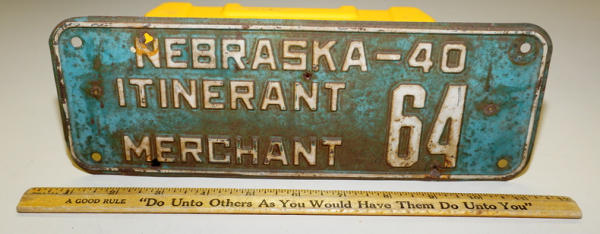 NEBRASKA-40
ITINERANT
MERCHANT 64
A GOOD RULE "Do Unto Others As You Would Have Them Do Unto You"